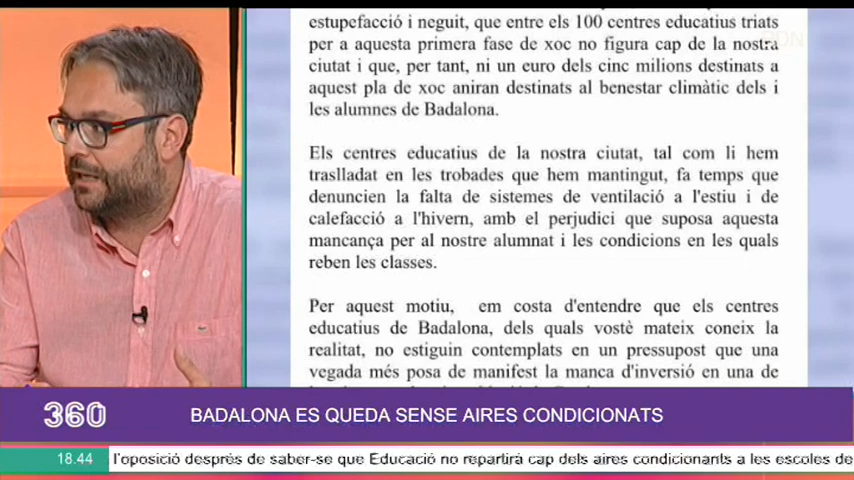 estupefacció i neguit, que entre els 100 centres educatius triats
per a aquesta primera fase de xoc no figura cap de la nostra
ciutat i que, per tant, ni un euro dels cinc milions destinats a
aquest pla de xoc aniran destinats al benestar climàtic dels i
les alumnes de Badalona.
Els centres educatius de la nostra ciutat, tal com li hem
traslladat en les trobades que hem mantingut, fa temps que
denuncien la falta de sistemes de ventilació a l'estiu i de
calefacció a l'hivern, amb el perjudici que suposa aquesta
mancança per al nostre alumnat i les condicions en les quals
reben les classes.
Per aquest motiu, em costa d'entendre que els centres
educatius de Badalona, dels quals vostè mateix coneix la
realitat, no estiguin contemplats en un pressupost que una
vegada més posa de manifest la manca d'inversió en una de
360
BADALONA ES QUEDA SENSE AIRES CONDICIONATS
18.44 l'oposició després de saber-se que Educació no repartirà cap dels aires condicionants a les escoles de